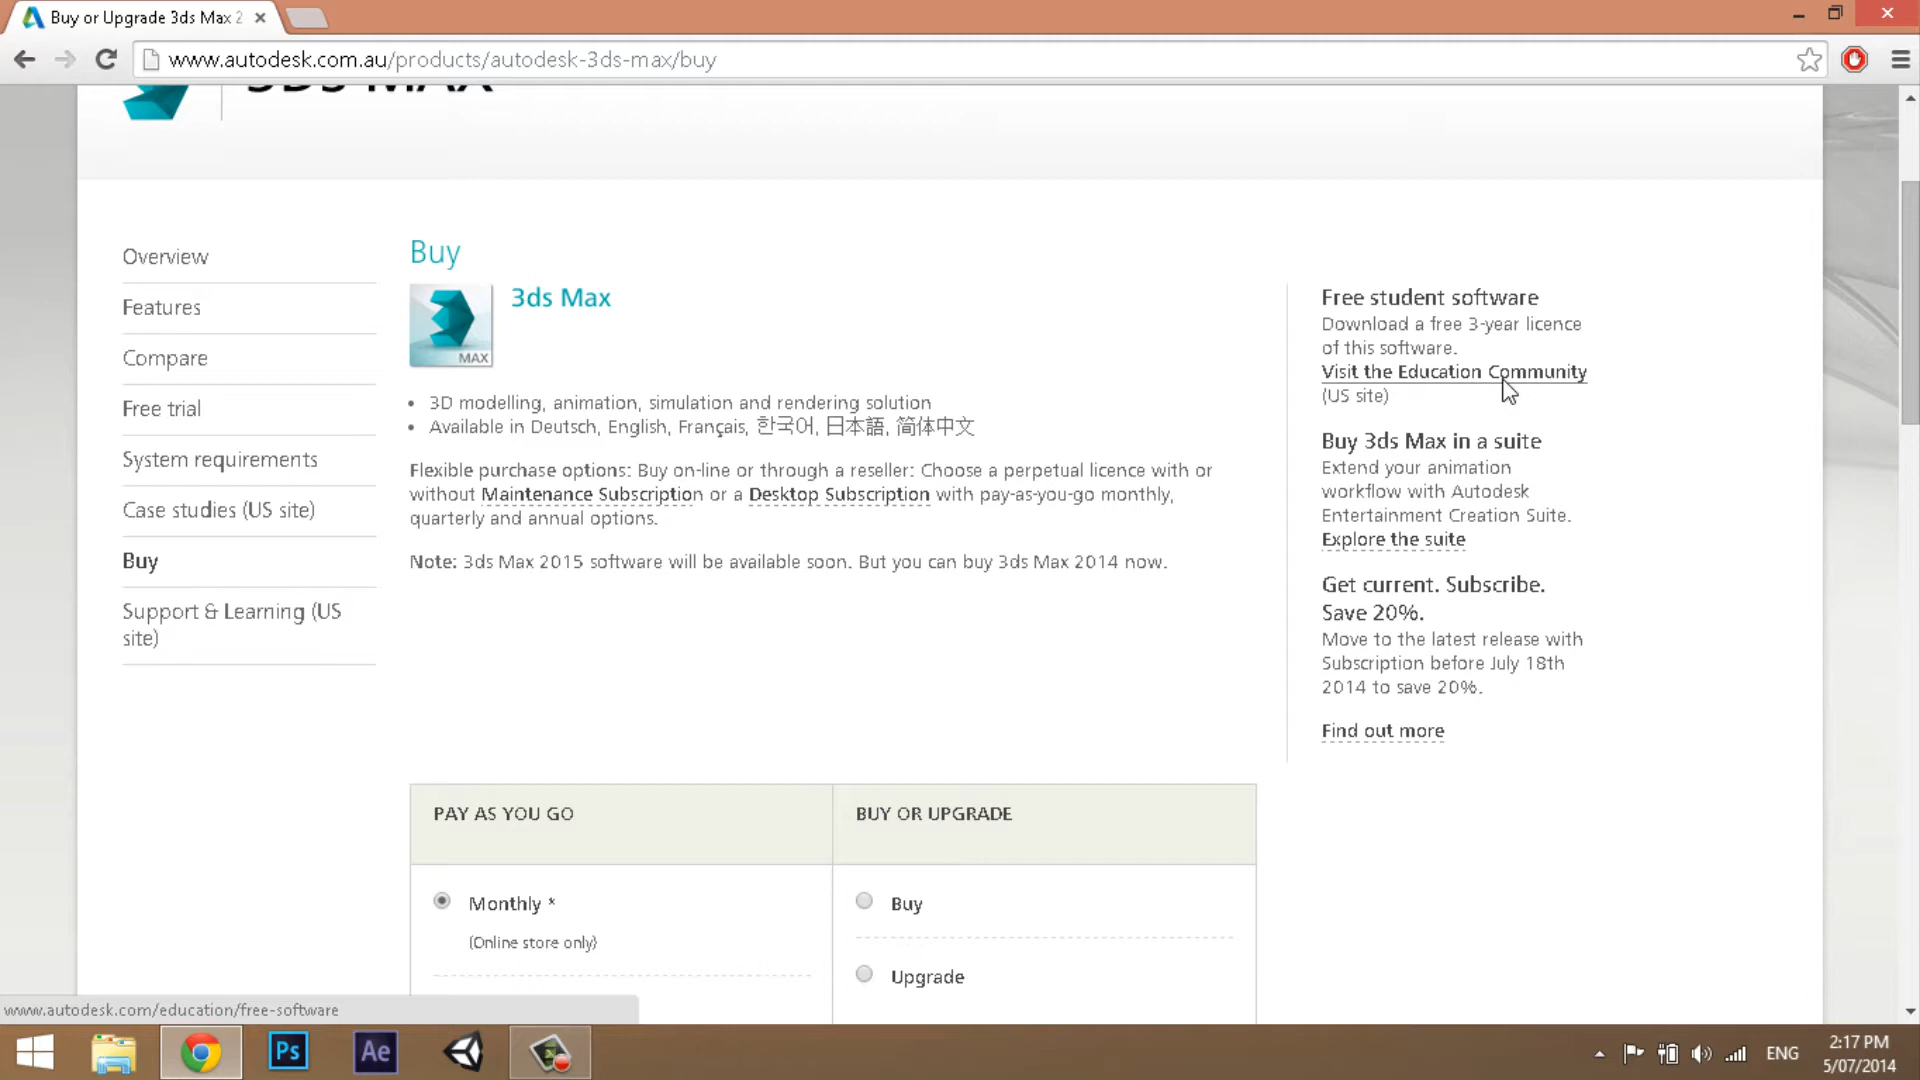 Buy or Upgrade 3ds Max 2
www.autodesk.com.au/products/autodesk-3ds-max/buy
3DS MAX
Overview
Features
Compare
Free trial
System requirements
Case studies (US site)
Buy
Support & Learning (US
site)
Buy
MAX
3ds Max
• 3D modelling, animation, simulation and rendering solution
• Available in Deutsch, English, Français, 한국어, 日本語, 简体中文
Flexible purchase options: Buy on-line or through a reseller: Choose a perpetual licence with or
without Maintenance Subscription or a Desktop Subscription with pay-as-you-go monthly,
quarterly and annual options.
Note: 3ds Max 2015 software will be available soon. But you can buy 3ds Max 2014 now.
Free student software
Download a free 3-year licence
of this software.
Visit the Education Community
(US site)
Buy 3ds Max in a suite
Extend your animation
workflow with Autodesk
Entertainment Creation Suite.
Explore the suite
Get current. Subscribe.
Save 20%.
Move to the latest release with
Subscription before July 18th
2014 to save 20%.
Find out more
PAY AS YOU GO
BUY OR UPGRADE
Monthly *
(Online store only)
Buy
Upgrade
www.autodesk.com/education/free-software
Ps
Ae
ENG
2:17 PM
5/07/2014